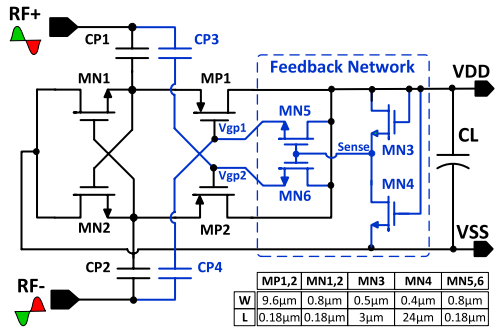 RF+
CP1
CP3
Feedback Network
VDD
MN1
MP1
MN5
Vgp1
Sense
MN3
CL
Vgp2
MN4
MN6
MN2
MP2
VSS
CP2
CP4
RF-
MP1,2 MN1,2 MN3 MN4 MN5,6
W 9.6µm 0.8µm 0.5µm 0.4µm 0.8µm
L 0.18µm 0.18µm 3µm 24µm 0.18µm